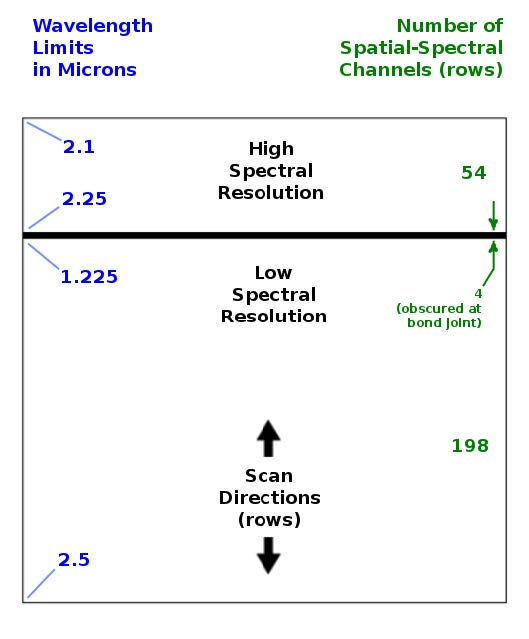 Wavelength
Limits
in Microns
Number of
Spatial-Spectral
Channels (rows)
2.1
High
Spectral
Resolution
54
2.25
1.225
Low
Spectral
Resolution
4
(obscured at
bond joint)
198
Scan
Directions
(rows)
2.5